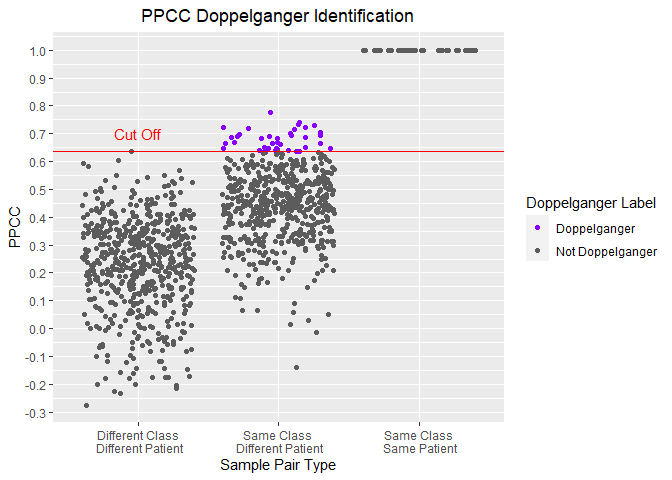 PPCC Doppelganger Identification
1.0
0.9
0.8
0.7
0.6
0.5
0.4
0.3
0.2
0.1
0.0
-0.1
-0.2
-0.3
PPCC
Cut Off
Different Class
Different Patient
Same Class
Different Patient
Same Class
Same Patient
Sample Pair Type
Doppelganger Label
Doppelganger
Not Doppelganger